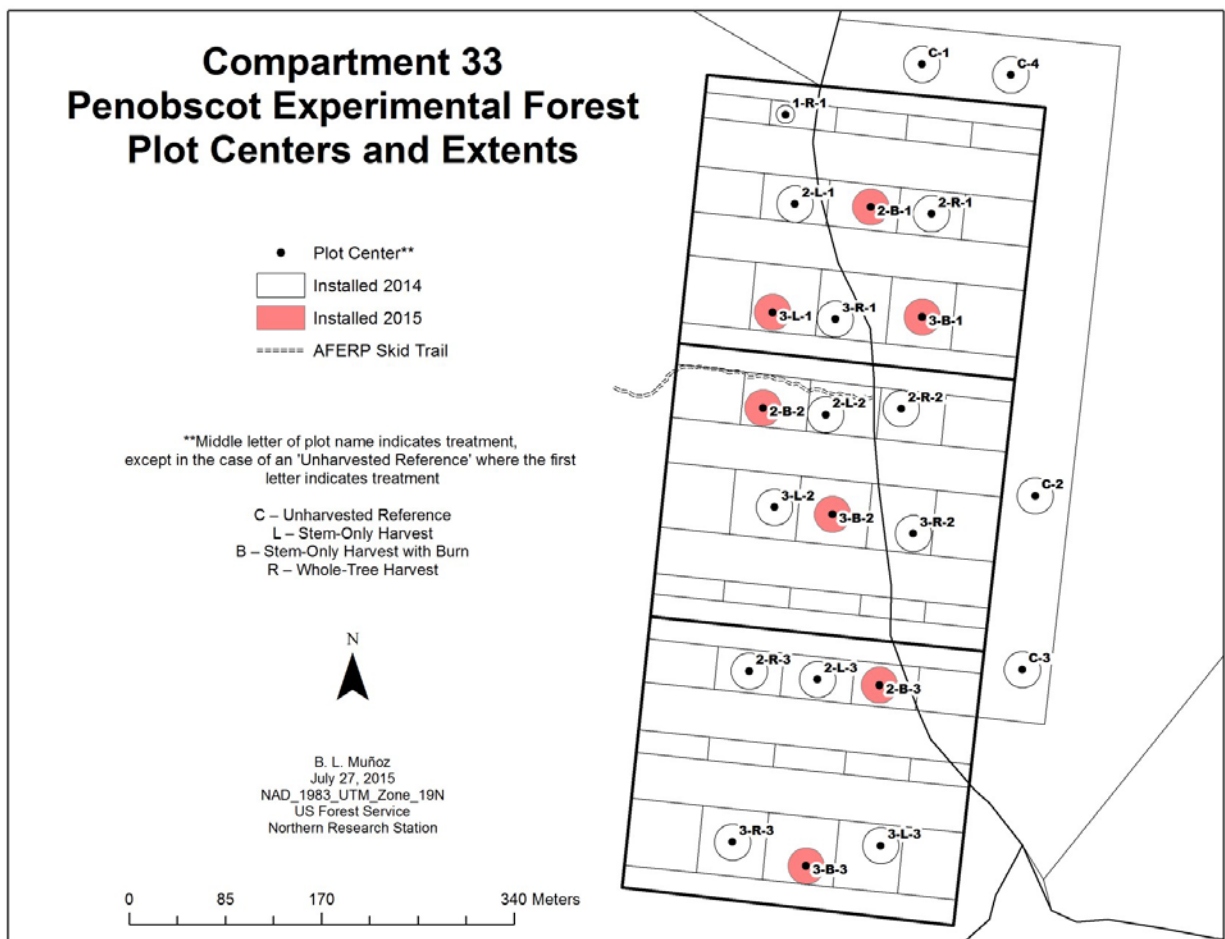 Compartment 33
Penobscot Experimental Forest
Plot Centers and Extents
Plot Center**
Installed 2014
Installed 2015
AFERP Skid Trail
**Middle letter of plot name indicates treatment,
except in the case of an 'Unharvested Reference' where the first
letter indicates treatment
C – Unharvested Reference
L – Stem-Only Harvest
B – Stem-Only Harvest with Burn
R – Whole-Tree Harvest
N
B. L. Muñoz
July 27, 2015
NAD_1983_UTM_Zone_19N
US Forest Service
Northern Research Station
0 85 170 340 Meters
C-1
C-4
1-R-1
2-L-1
2-B-1
2-R-1
3-L-1
3-R-1
3-B-1
2-B-2
2-L-2
2-R-2
3-L-2
3-B-2
3-R-2
C-2
2-R-3
2-L-3
2-B-3
C-3
3-R-3
3-B-3
3-L-3